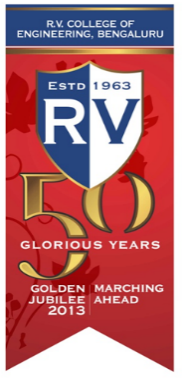 R.V. COLLEGE OF
ENGINEERING, BENGALURU
ESTD 1963
RV
50
GLORIOUS YEARS
GOLDEN MARCHING
JUBILEE AHEAD
2013